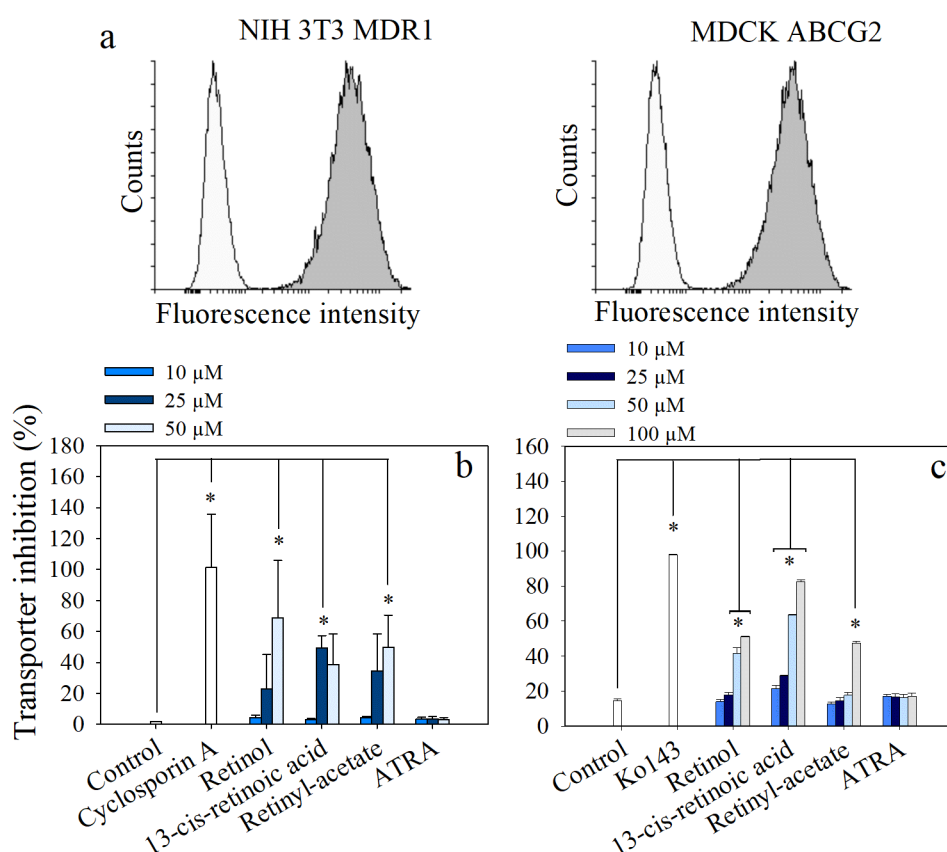 a
NIH 3T3 MDR1
MDCK ABCG2
Counts
Counts
Fluorescence intensity
Fluorescence intensity
10 µM
25 µM
50 µM
10 µM
25 µM
50 µM
100 µM
Transporter inhibition (%)
b
180
160
140
120
100
80
60
40
20
0
*
*
*
*
Control
Cyclosporin A
Retinol
13-cis-retinoic acid
Retinyl-acetate
ATRA
c
160
140
120
100
80
60
40
20
0
*
*
*
*
Control
Ko143
Retinol
13-cis-retinoic acid
Retinyl-acetate
ATRA